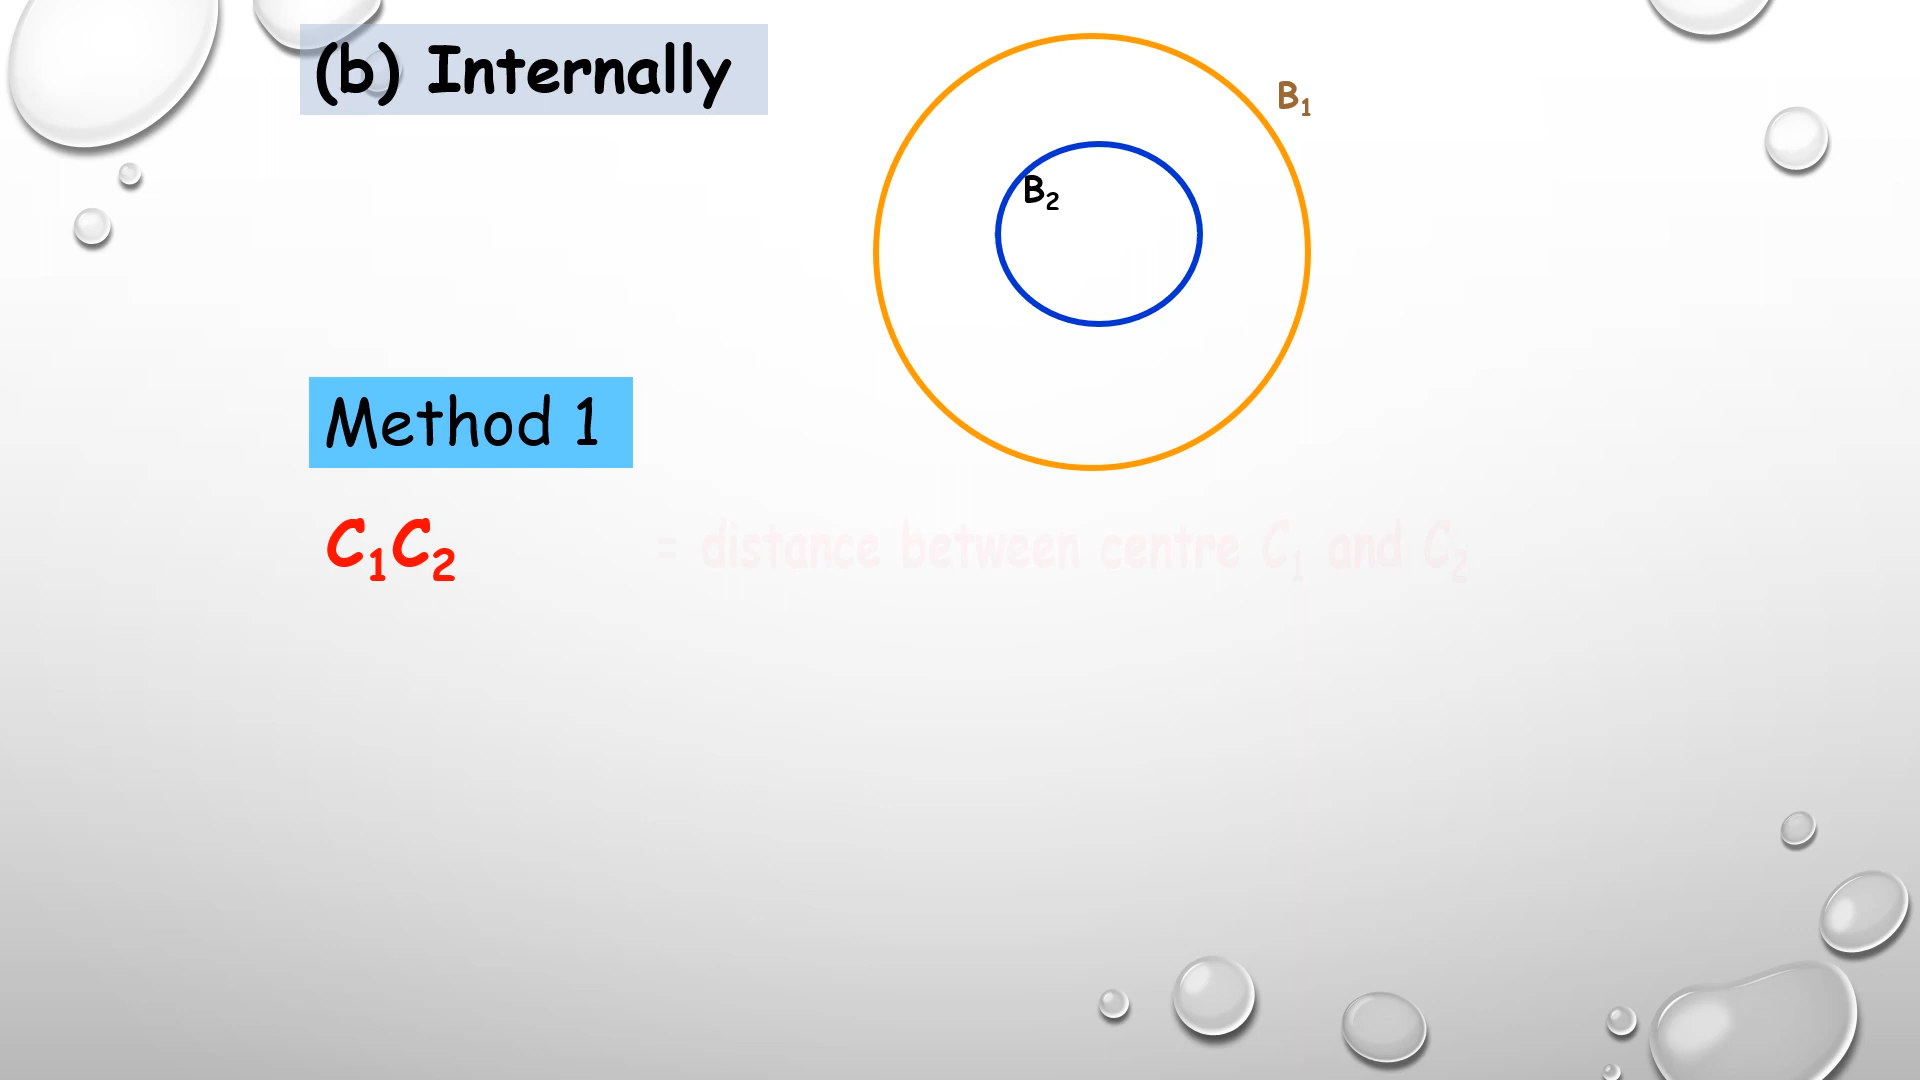 (b) Internally
B₁
B₂
Method 1
C₁C₂ = distance between centre C₁ and C₂